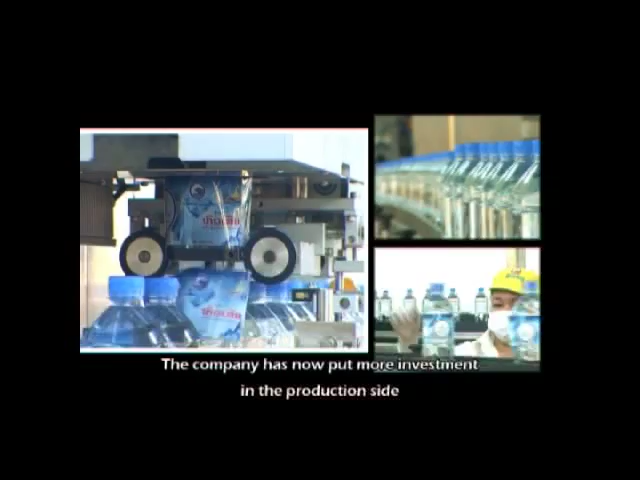 The company has now put more investment
in the production side